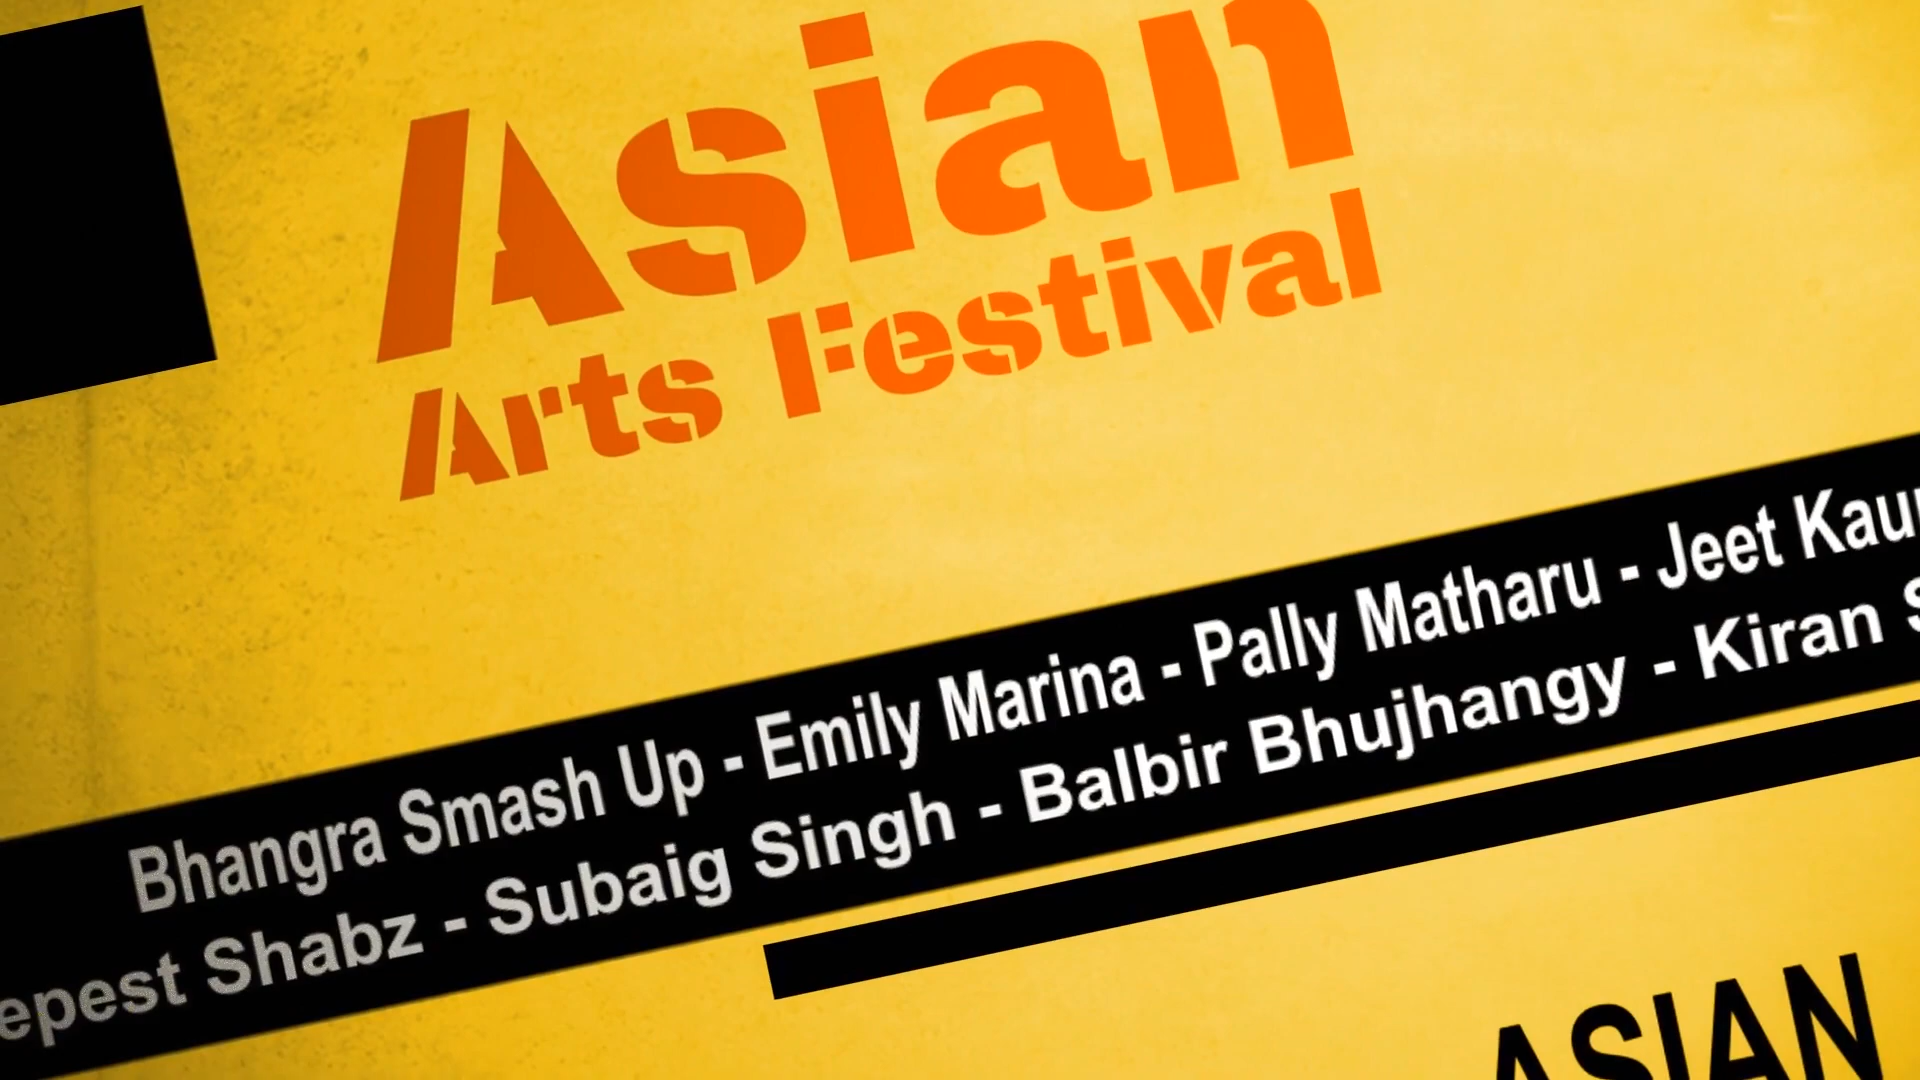 Asian
Arts Festival
Bhangra Smash Up - Emily Marina - Pally Matharu - Jeet Kaur
epest Shabz - Subaig Singh - Balbir Bhujhangy - Kiran S
ASIAN